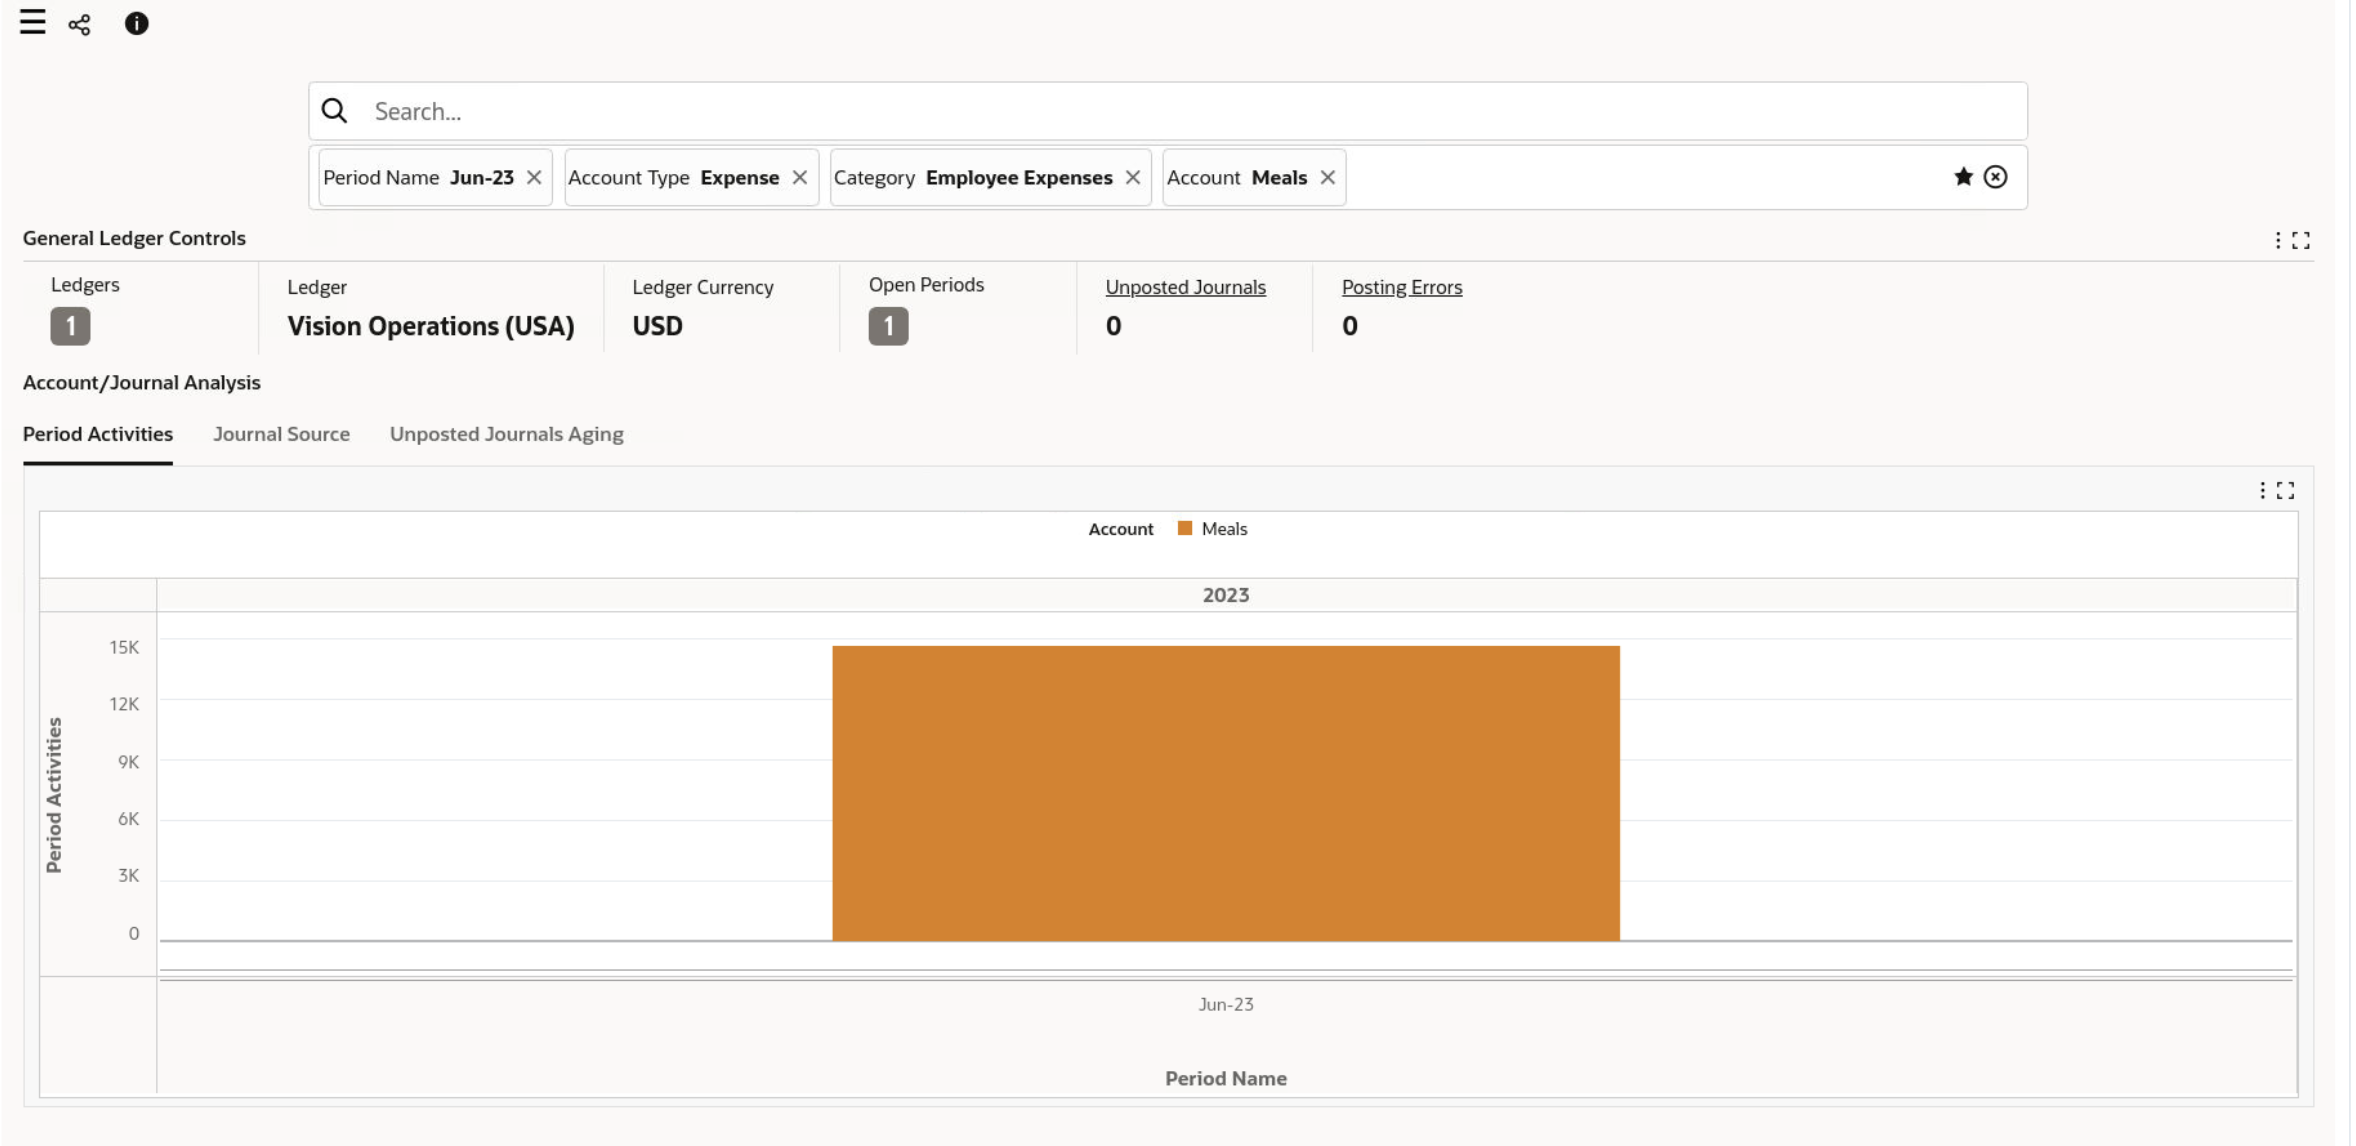 Search...
Period Name Jun-23 Account Type Expense Category Employee Expenses Account Meals
General Ledger Controls
Ledgers Ledger Ledger Currency Open Periods Unposted Journals Posting Errors
1 Vision Operations (USA) USD 1 0 0
Account/Journal Analysis
Period Activities Journal Source Unposted Journals Aging
Account Meals
2023
Period Activities
15K
12K
9K
6K
3K
0
Jun-23
Period Name